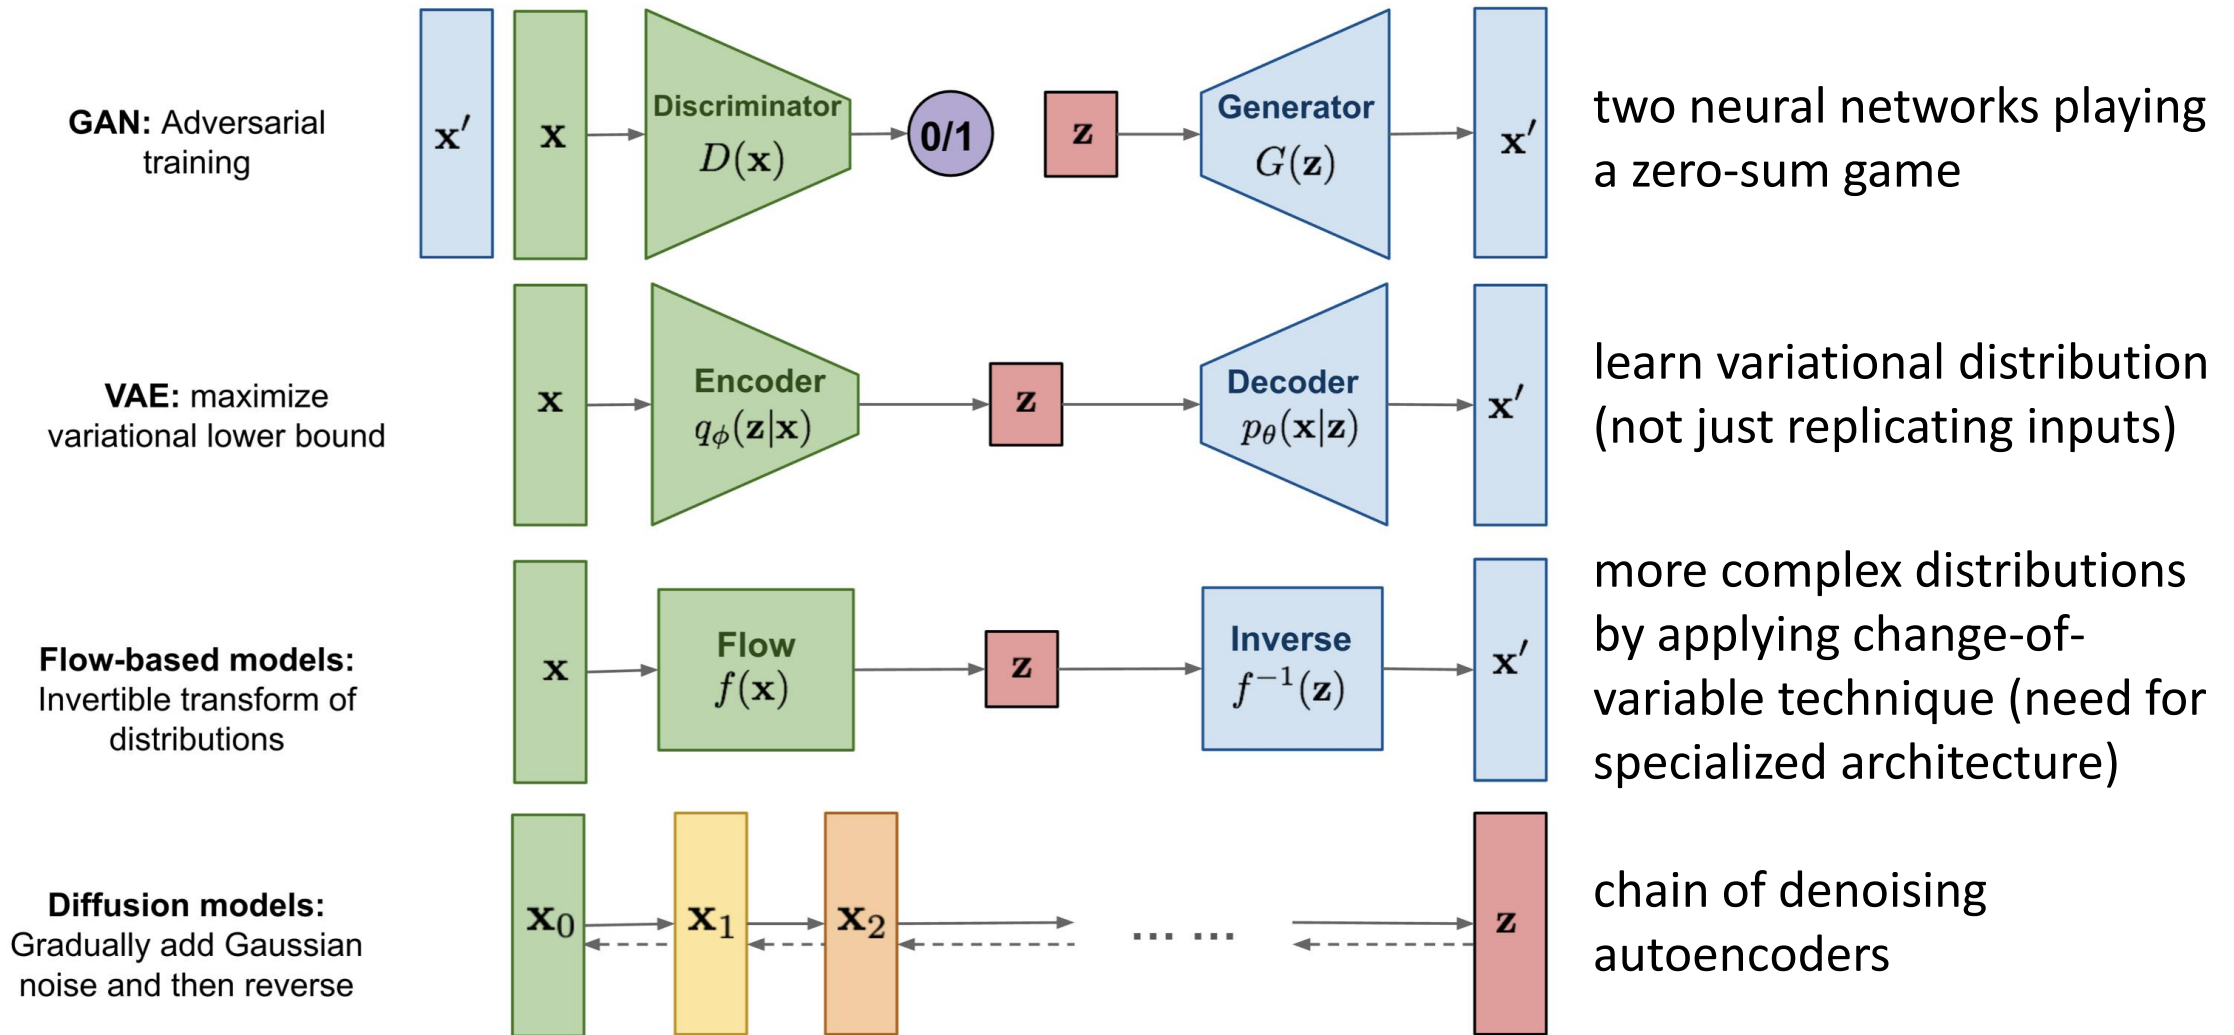 GAN: Adversarial
training
x′
x
Discriminator
D(x)
0/1
z
Generator
G(z)
x′
two neural networks playing
a zero-sum game
VAE: maximize
variational lower bound
x
Encoder
qϕ(z|x)
z
Decoder
pθ(x|z)
x′
learn variational distribution
(not just replicating inputs)
Flow-based models:
Invertible transform of
distributions
x
Flow
f(x)
z
Inverse
f⁻¹(z)
x′
more complex distributions
by applying change-of-
variable technique (need for
specialized architecture)
Diffusion models:
Gradually add Gaussian
noise and then reverse
x₀
x₁
x₂
... ...
z
chain of denoising
autoencoders